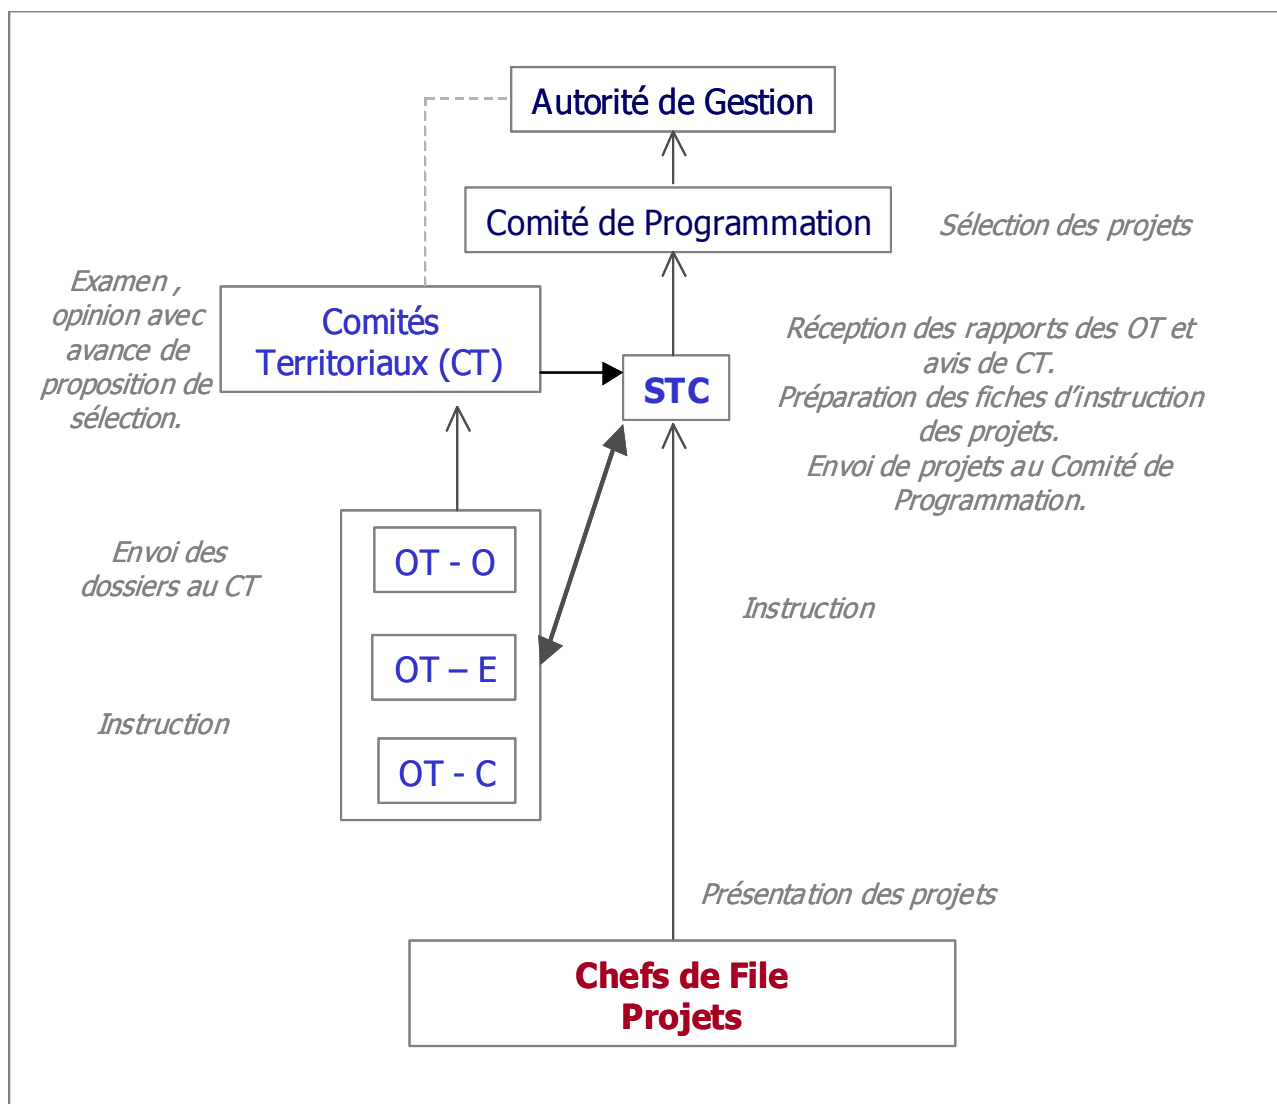 Autorité de Gestion
Comité de Programmation
Sélection des projets
Examen ,
opinion avec
avance de
proposition de
sélection.
Comités
Territoriaux (CT)
STC
Réception des rapports des OT et
avis de CT.
Préparation des fiches d’instruction
des projets.
Envoi de projets au Comité de
Programmation.
Envoi des
dossiers au CT
OT - O
Instruction
OT – E
Instruction
OT - C
Présentation des projets
Chefs de File
Projets